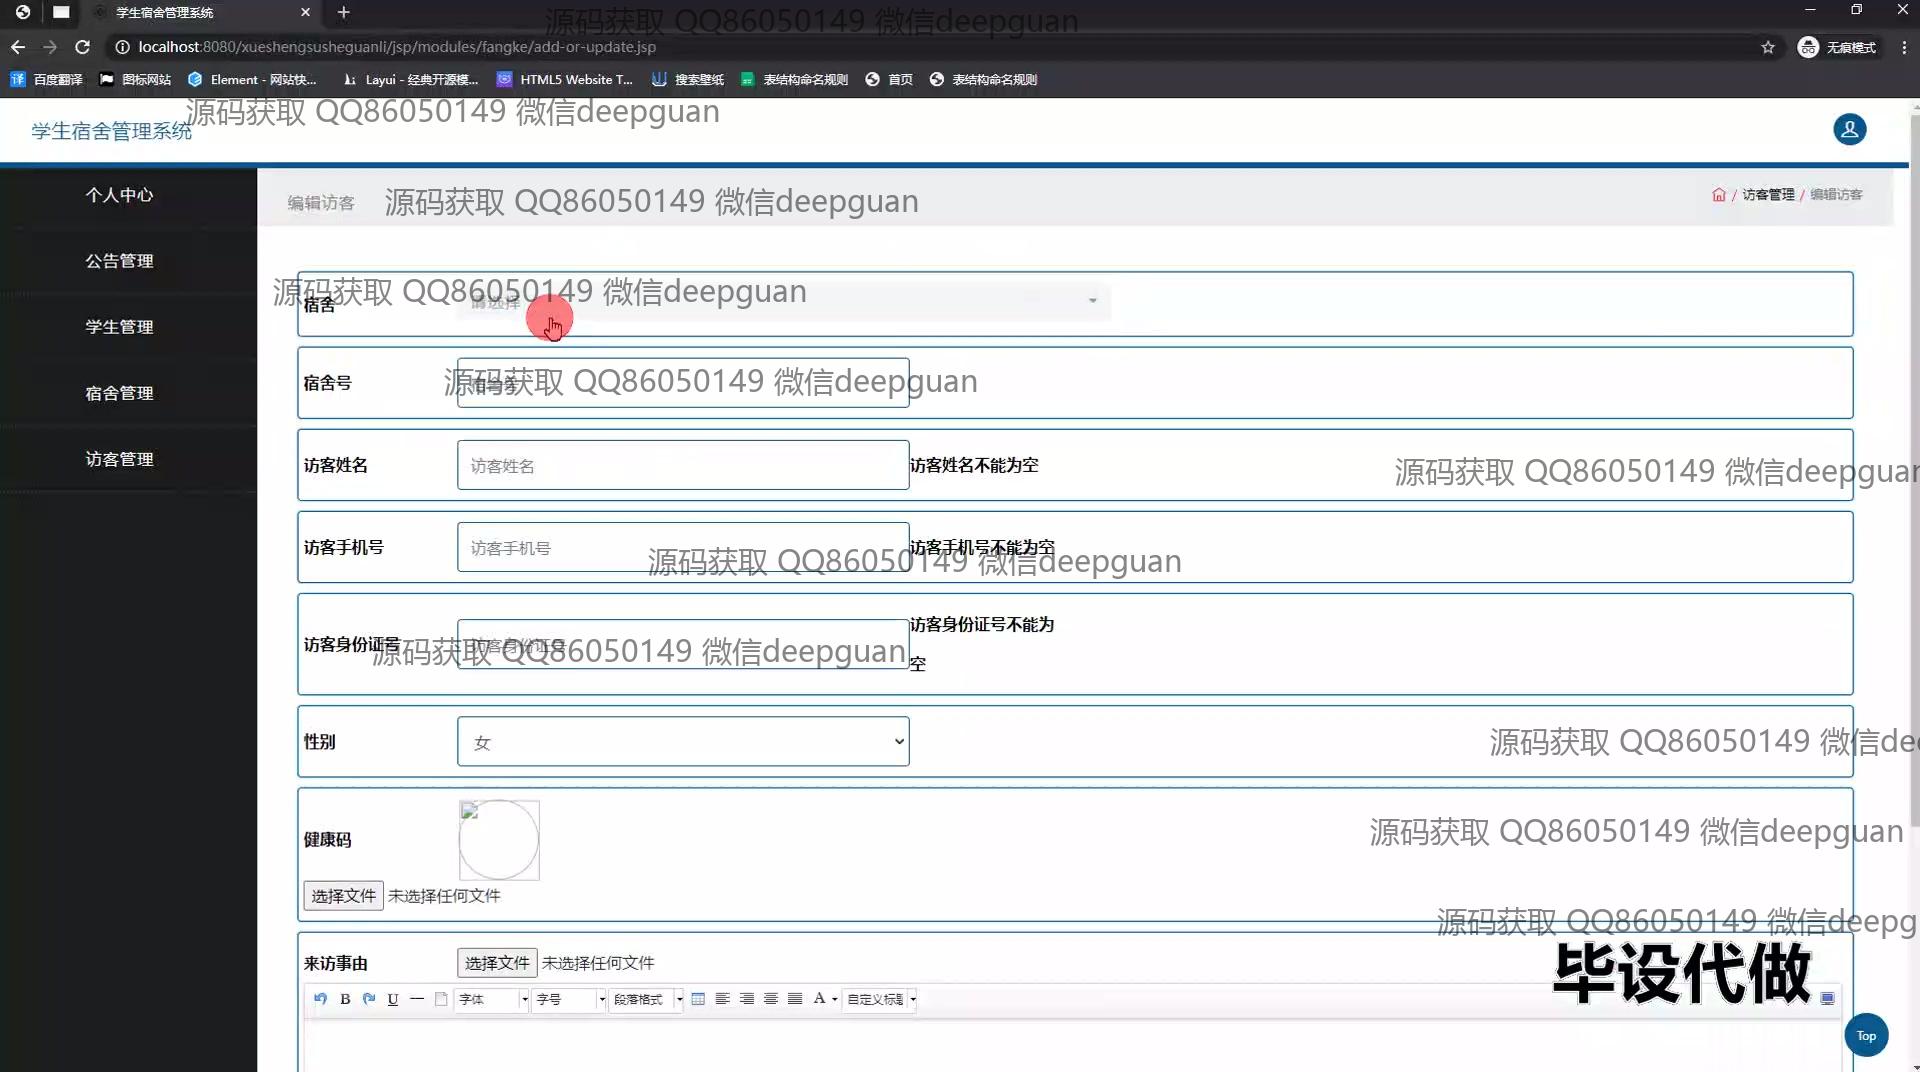 学生宿舍管理系统
源码获取 QQ86050149 微信deepguan
localhost:8080/xueshengsusheguanli/jsp/modules/fangke/add-or-update.jsp
无痕模式
百度翻译 图标网站 Element - 网站快... Layui - 经典开源模... HTML5 Website T... 搜索壁纸 表结构命名规则 首页 表结构命名规则
源码获取 QQ86050149 微信deepguan
学生宿舍管理系统
个人中心
公告管理
学生管理
宿舍管理
访客管理
编辑访客
源码获取 QQ86050149 微信deepguan
/ 访客管理 / 编辑访客
源码获取 QQ86050149 微信deepguan
宿舍 请选择
宿舍号
源码获取 QQ86050149 微信deepguan
访客姓名 访客姓名 访客姓名不能为空
源码获取 QQ86050149 微信deepguan
访客手机号 访客手机号 访客手机号不能为空
源码获取 QQ86050149 微信deepguan
访客身份证号 访客身份证号 访客身份证号不能为
空
源码获取 QQ86050149 微信deepguan
性别 女
源码获取 QQ86050149 微信de
健康码
源码获取 QQ86050149 微信deepguan
选择文件 未选择任何文件
源码获取 QQ86050149 微信deepg
来访事由 选择文件 未选择任何文件
毕设代做
B U 字体 字号 段落格式 A 自定义标题
Top